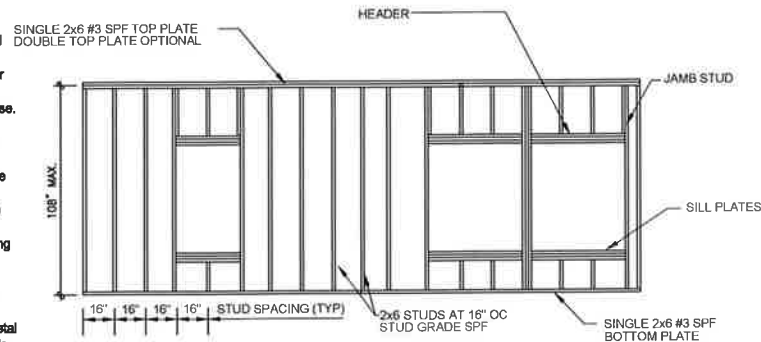 SINGLE 2x6 #3 SPF TOP PLATE
DOUBLE TOP PLATE OPTIONAL
HEADER
JAMB STUD
108" MAX.
SILL PLATES
16" 16" 16" 16" STUD SPACING (TYP)
2x6 STUDS AT 16" OC
STUD GRADE SPF
SINGLE 2x6 #3 SPF
BOTTOM PLATE